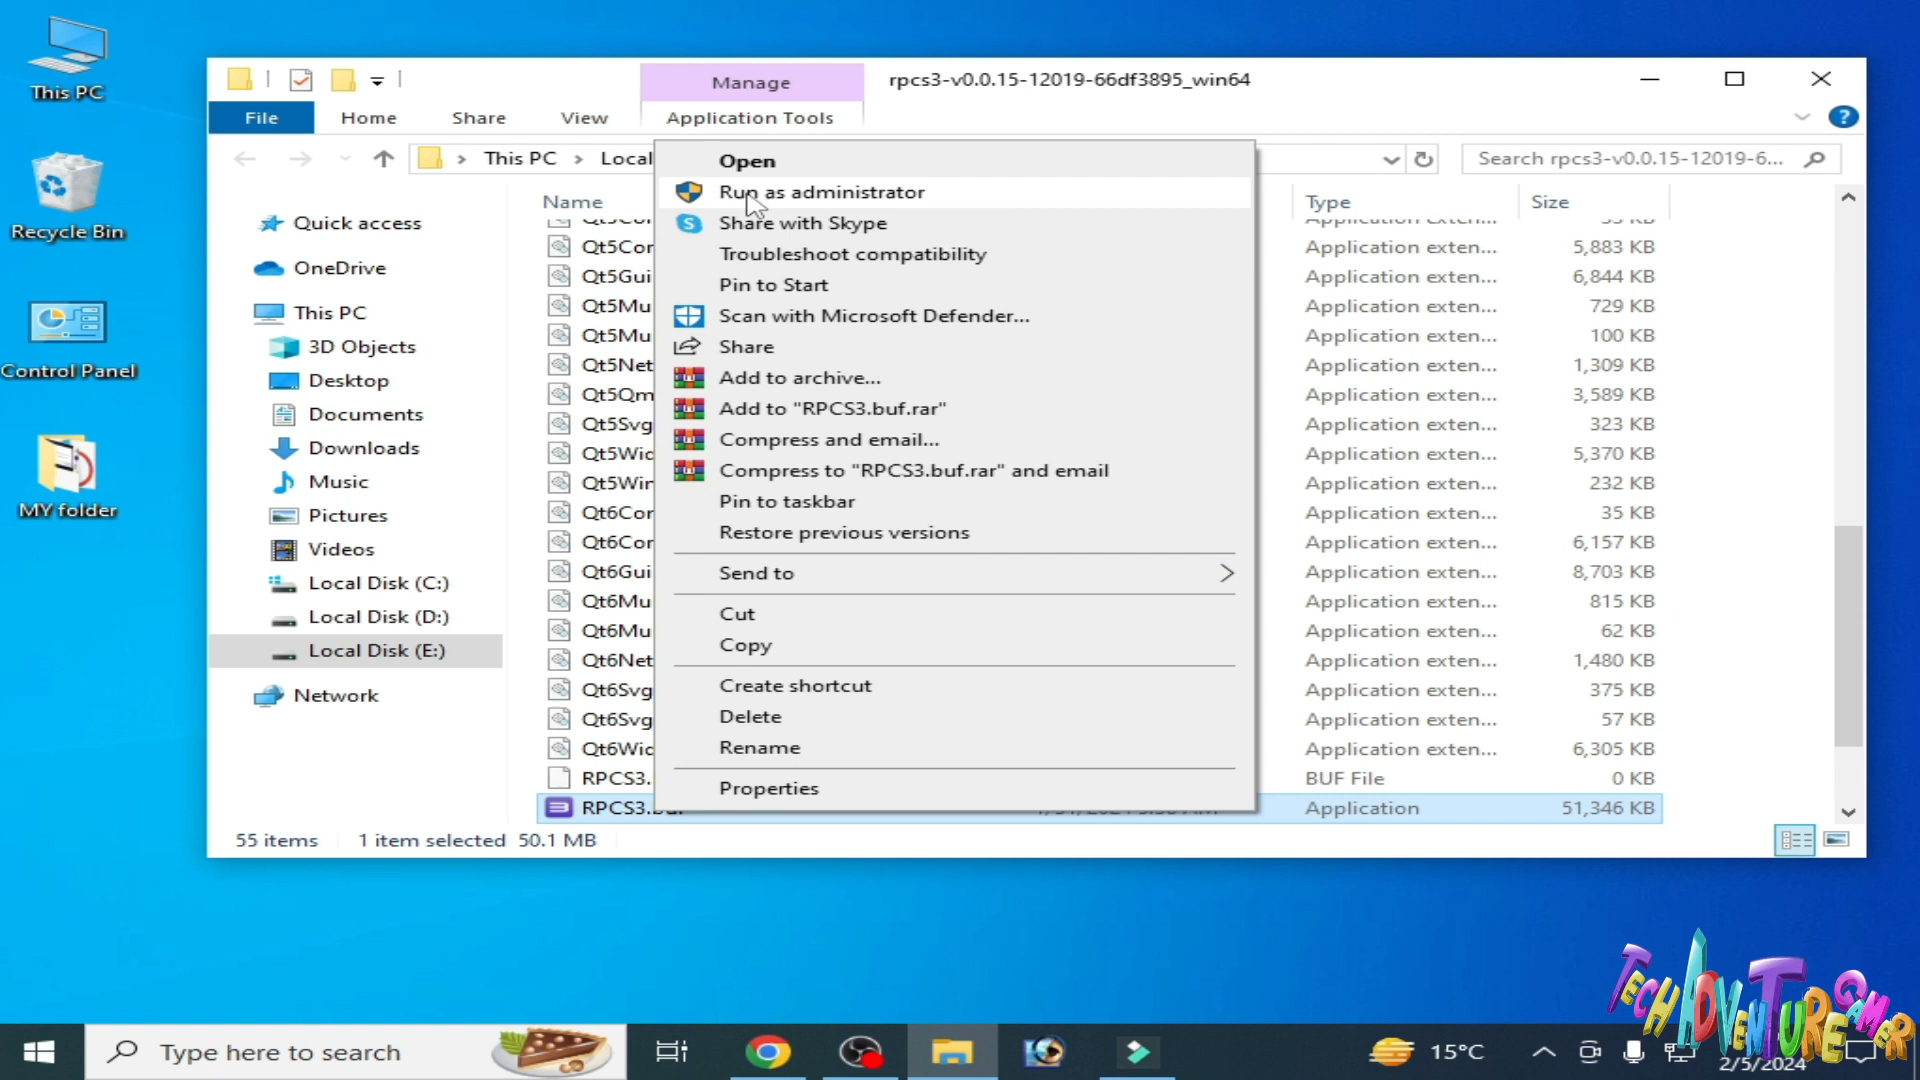 This PC
Recycle Bin
Control Panel
MY folder
Manage
rpcs3-v0.0.15-12019-66df3895_win64
File
Home
Share
View
Application Tools
This PC
Local
Search rpcs3-v0.0.15-12019-6...
Name
Type
Size
Quick access
OneDrive
This PC
3D Objects
Desktop
Documents
Downloads
Music
Pictures
Videos
Local Disk (C:)
Local Disk (D:)
Local Disk (E:)
Network
Open
Run as administrator
Share with Skype
Troubleshoot compatibility
Pin to Start
Scan with Microsoft Defender...
Share
Add to archive...
Add to "RPCS3.buf.rar"
Compress and email...
Compress to "RPCS3.buf.rar" and email
Pin to taskbar
Restore previous versions
Send to
Cut
Copy
Create shortcut
Delete
Rename
Properties
Qt5Cor Application exten... 5,883 KB
Qt5Gui Application exten... 6,844 KB
Qt5Mu Application exten... 729 KB
Qt5Mu Application exten... 100 KB
Qt5Net Application exten... 1,309 KB
Qt5Qm Application exten... 3,589 KB
Qt5Svg Application exten... 323 KB
Qt5Wid Application exten... 5,370 KB
Qt5Win Application exten... 232 KB
Qt6Cor Application exten... 35 KB
Qt6Cor Application exten... 6,157 KB
Qt6Gui Application exten... 8,703 KB
Qt6Mu Application exten... 815 KB
Qt6Mu Application exten... 62 KB
Qt6Net Application exten... 1,480 KB
Qt6Svg Application exten... 375 KB
Qt6Svg Application exten... 57 KB
Qt6Wid Application exten... 6,305 KB
RPCS3. BUF File 0 KB
RPCS3.buf Application 51,346 KB
55 items 1 item selected 50.1 MB
TECH ADVENTURE GAMER
Type here to search
15°C
2/5/2024